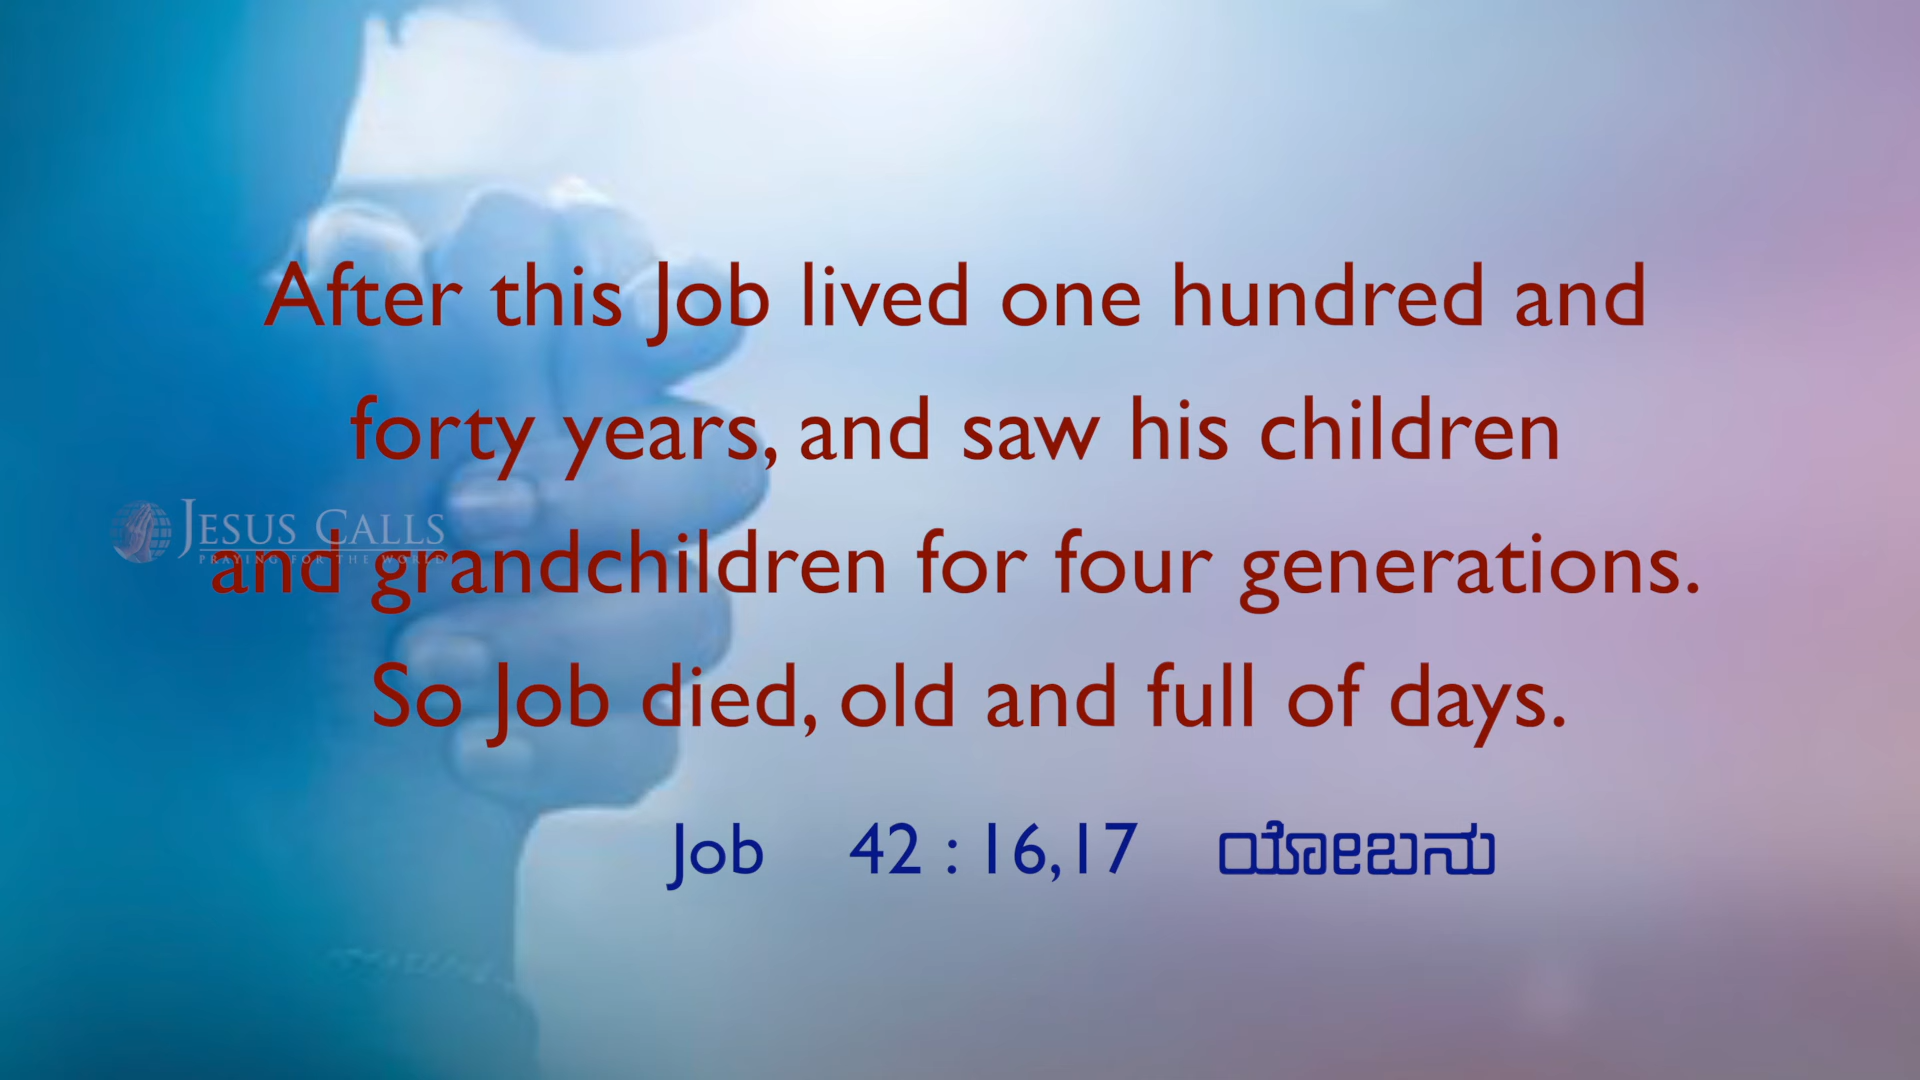 After this Job lived one hundred and
forty years, and saw his children
JESUS CALLS
PRAYING FOR THE WORLD
and grandchildren for four generations.
So Job died, old and full of days.
Job 42 : 16,17 ಯೋಬನು